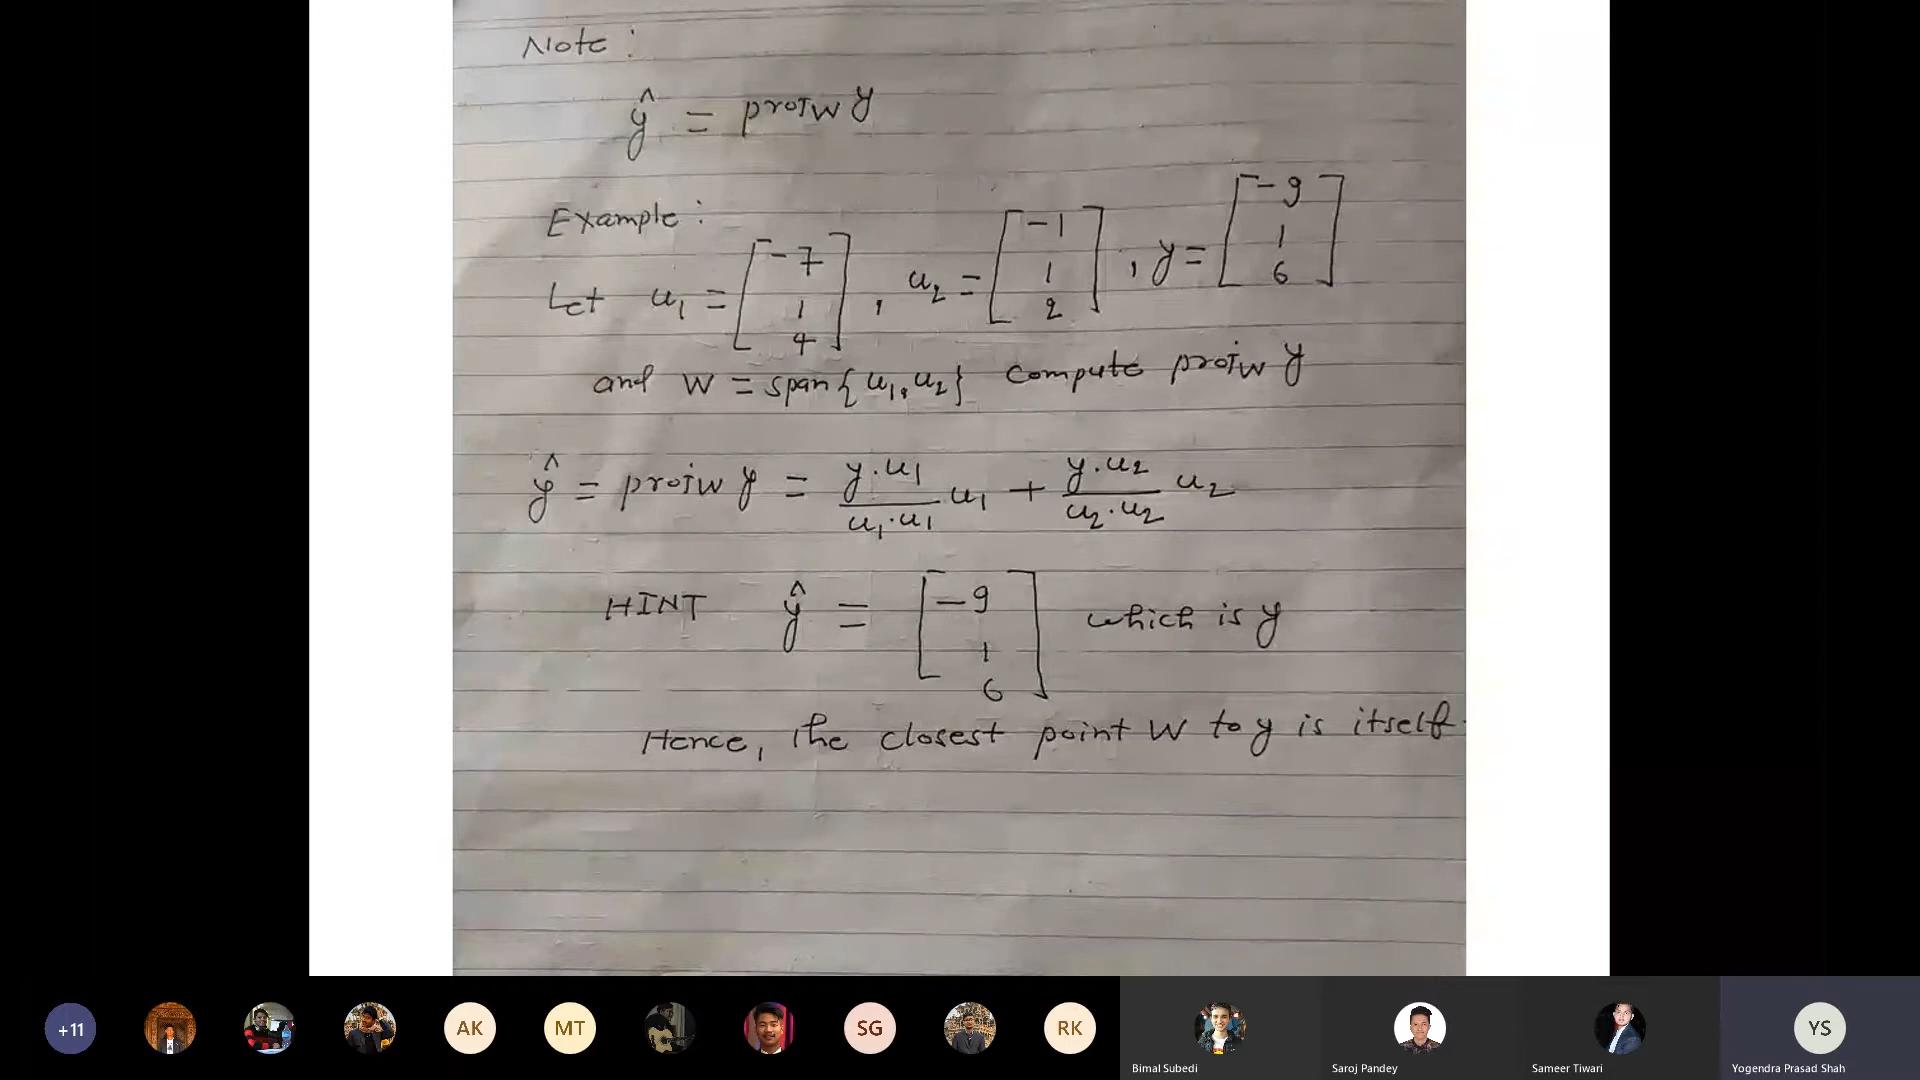 Note:
ŷ = projw y
Example:
Let u₁ = [-7 1 4], u₂ = [-1 1 2], y = [-9 1 6]
and W = span{u₁, u₂} compute projw y
ŷ = projw y = y.u₁/u₁.u₁ u₁ + y.u₂/u₂.u₂ u₂
HINT ŷ = [-9 1 6] which is y
Hence, the closest point W to y is itself.
+11
AK
MT
SG
RK
Bimal Subedi
Saroj Pandey
Sameer Tiwari
YS
Yogendra Prasad Shah